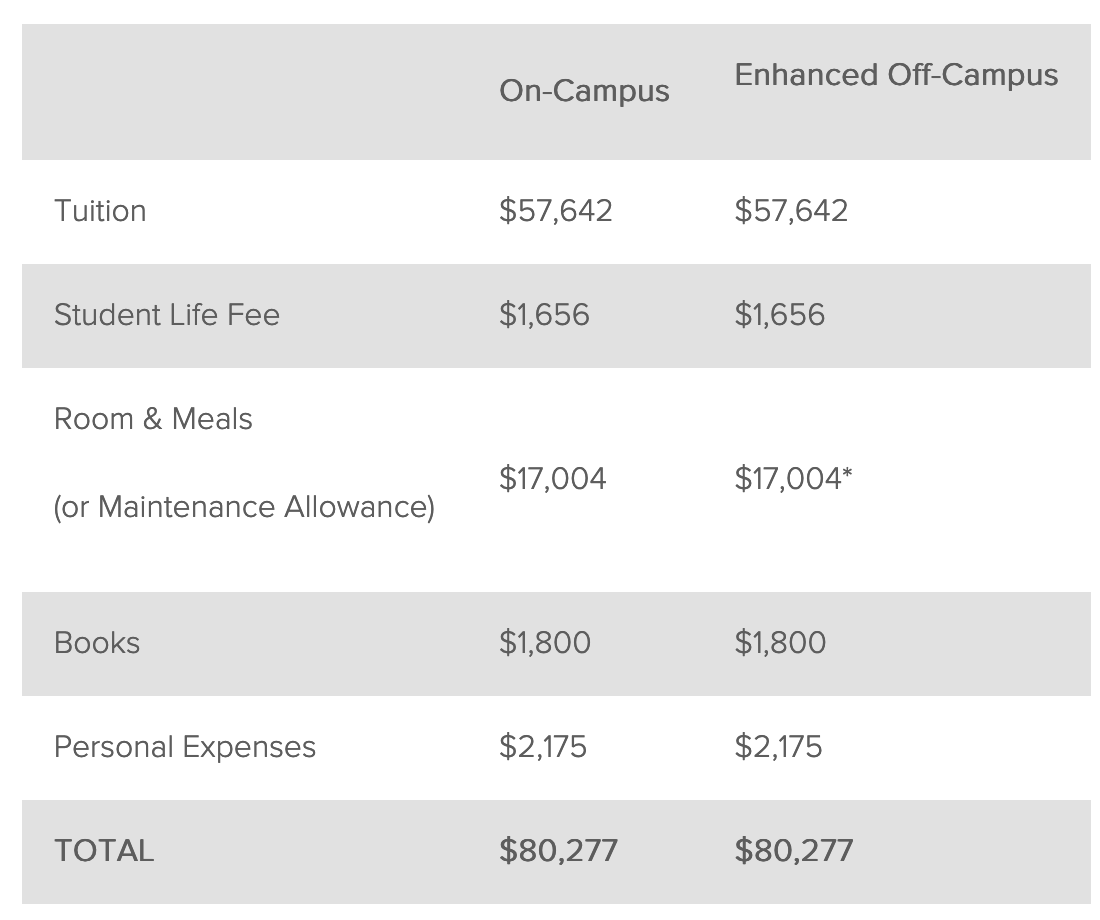 On-Campus Enhanced Off-Campus
Tuition $57,642 $57,642
Student Life Fee $1,656 $1,656
Room & Meals
(or Maintenance Allowance) $17,004 $17,004*
Books $1,800 $1,800
Personal Expenses $2,175 $2,175
TOTAL $80,277 $80,277